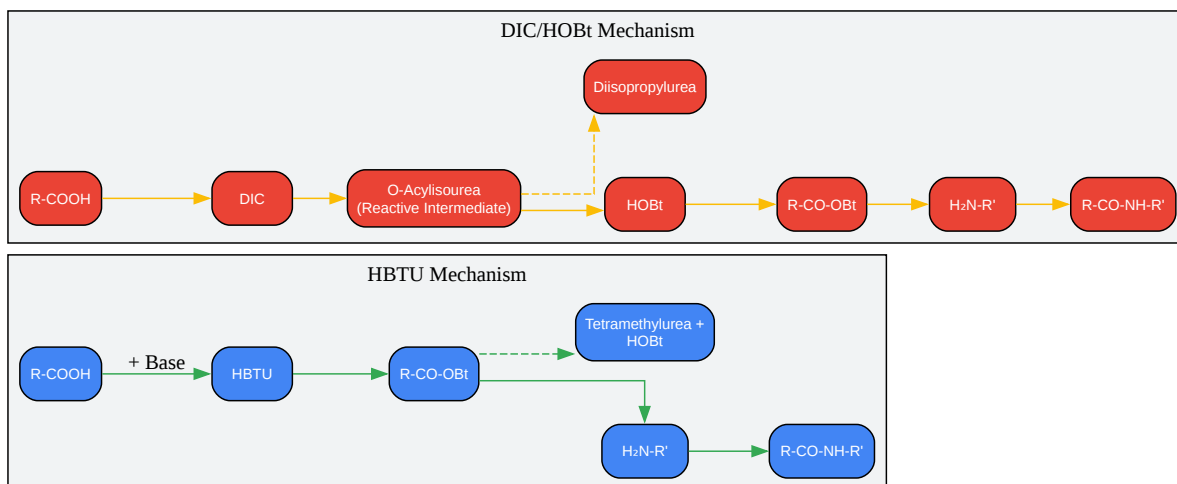 DIC/HOBt Mechanism
Diisopropylurea
R-COOH
DIC
O-Acylisourea
(Reactive Intermediate)
HOBt
R-CO-OBt
H₂N-R'
R-CO-NH-R'
HBTU Mechanism
Tetramethylurea +
HOBt
R-COOH
+ Base
HBTU
R-CO-OBt
H₂N-R'
R-CO-NH-R'